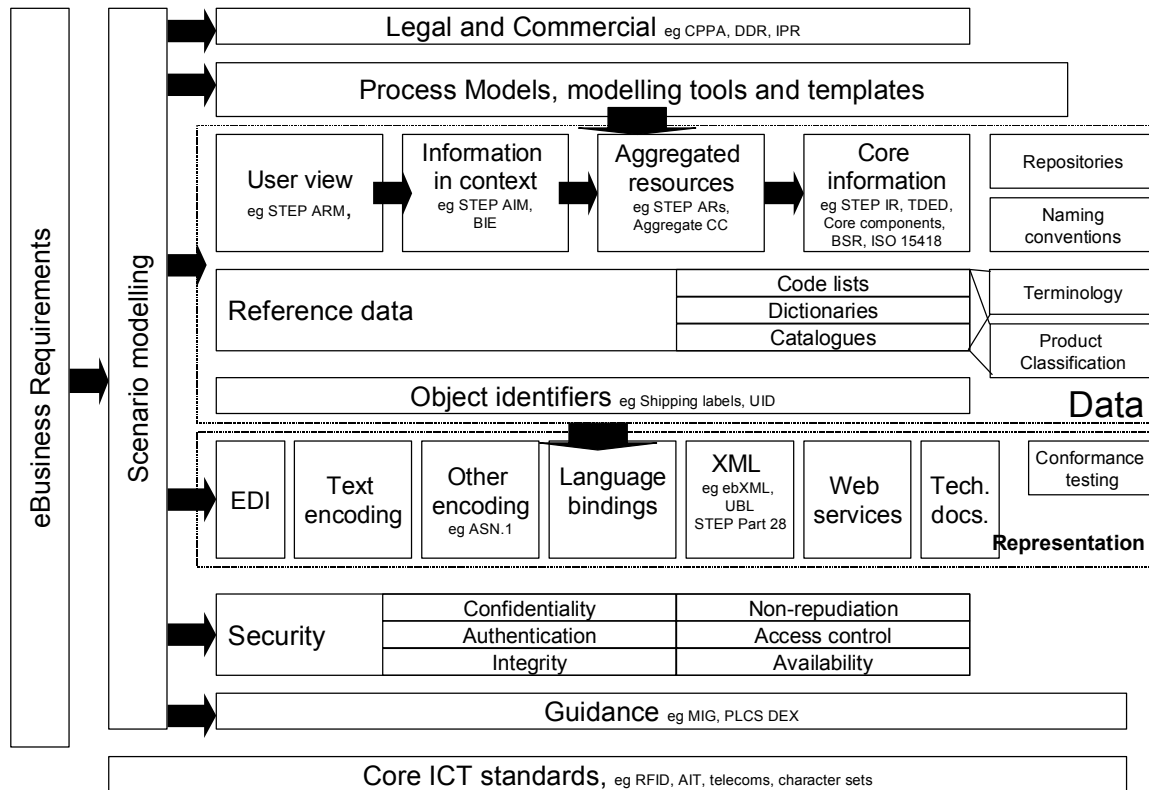 eBusiness Requirements
Scenario modelling
Legal and Commercial eg CPPA, DDR, IPR
Process Models, modelling tools and templates
User view
eg STEP ARM,
Information
in context
eg STEP AIM,
BIE
Aggregated
resources
eg STEP ARs,
Aggregate CC
Core
information
eg STEP IR, TDED,
Core components,
BSR, ISO 15418
Repositories
Naming
conventions
Reference data
Code lists
Dictionaries
Catalogues
Terminology
Product
Classification
Object identifiers eg Shipping labels, UID
Data
EDI
Text
encoding
Other
encoding
eg ASN.1
Language
bindings
XML
eg ebXML,
UBL
STEP Part 28
Web
services
Tech.
docs.
Conformance
testing
Representation
Security
Confidentiality
Authentication
Integrity
Non-repudiation
Access control
Availability
Guidance eg MIG, PLCS DEX
Core ICT standards, eg RFID, AIT, telecoms, character sets